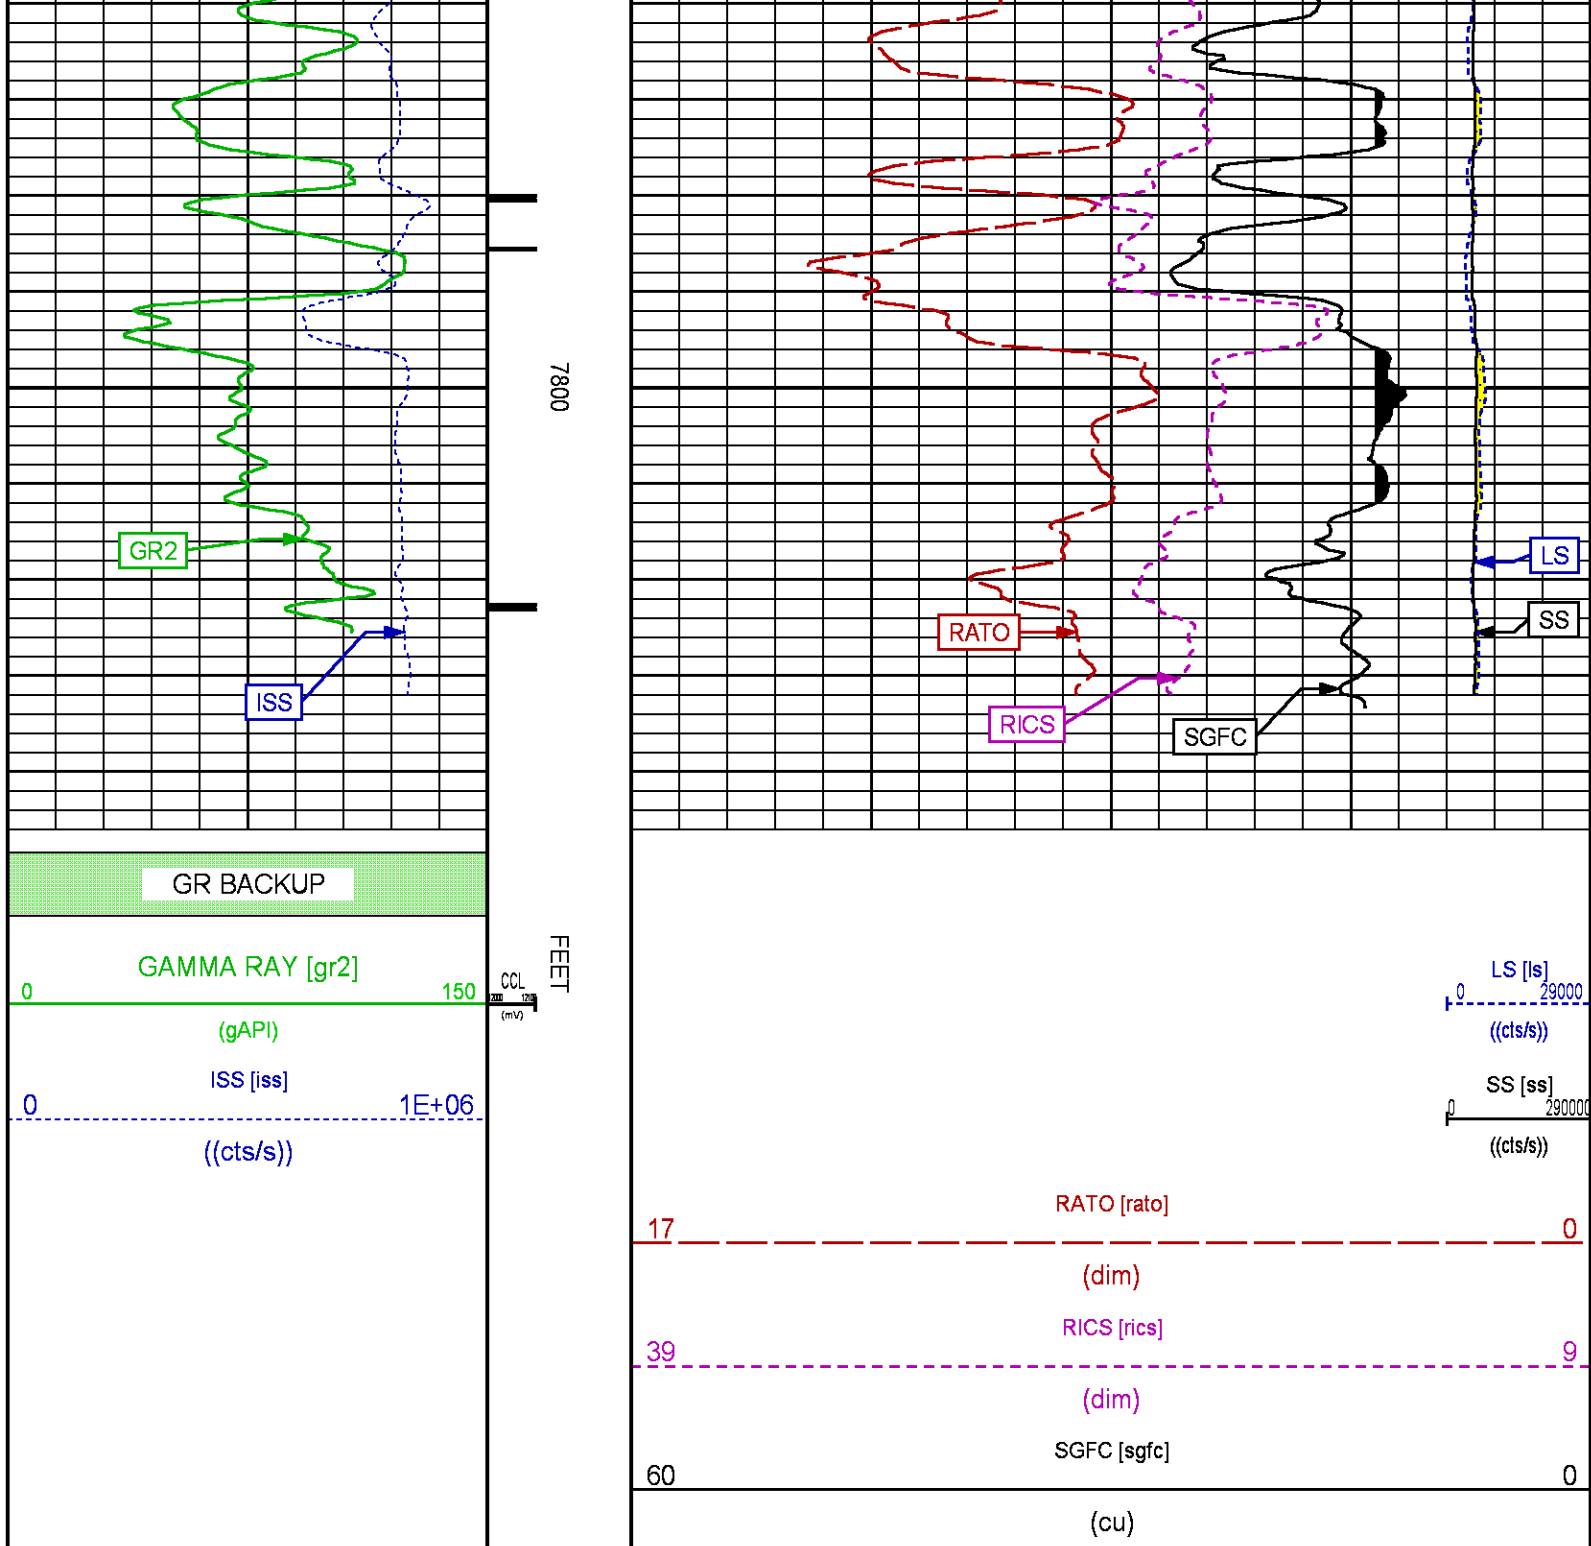 7800
GR2
LS
SS
RATO
ISS
RICS
SGFC
GR BACKUP
FEET
GAMMA RAY [gr2]
0 150
(gAPI)
CCL
(mV)
ISS [iss]
0 1E+06
((cts/s))
LS [ls]
0 29000
((cts/s))
SS [ss]
0 290000
((cts/s))
RATO [rato]
17 0
(dim)
RICS [rics]
39 9
(dim)
SGFC [sgfc]
60 0
(cu)